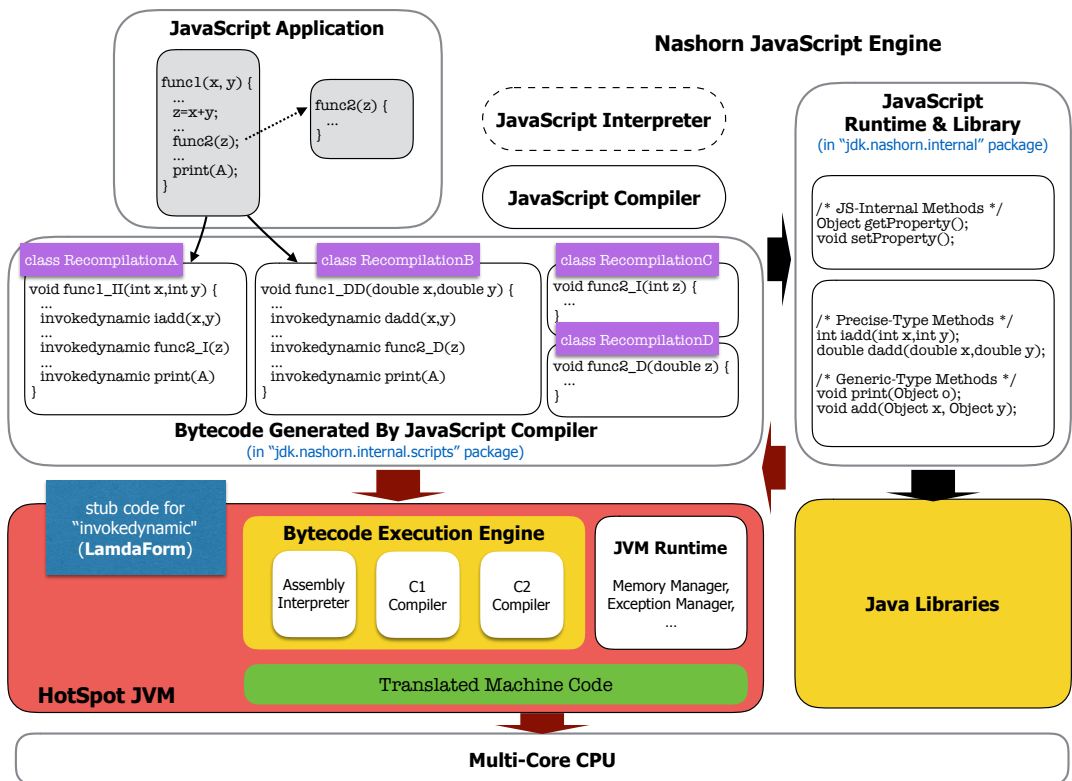 JavaScript Application
func1(x, y) {
...
z=x+y;
...
func2(z);
...
print(A);
}
func2(z) {
...
}
Nashorn JavaScript Engine
JavaScript Interpreter
JavaScript Compiler
JavaScript
Runtime & Library
(in “jdk.nashorn.internal” package)
/* JS-Internal Methods */
Object getProperty();
void setProperty();
/* Precise-Type Methods */
int iadd(int x,int y);
double dadd(double x,double y);
/* Generic-Type Methods */
void print(Object o);
void add(Object x, Object y);
class RecompilationA
void func1_II(int x,int y) {
...
invokedynamic iadd(x,y)
...
invokedynamic func2_I(z)
...
invokedynamic print(A)
}
class RecompilationB
void func1_DD(double x,double y) {
...
invokedynamic dadd(x,y)
...
invokedynamic func2_D(z)
...
invokedynamic print(A)
}
class RecompilationC
void func2_I(int z) {
...
}
class RecompilationD
void func2_D(double z) {
...
}
Bytecode Generated By JavaScript Compiler
(in “jdk.nashorn.internal.scripts” package)
stub code for
“invokedynamic"
(LamdaForm)
Bytecode Execution Engine
Assembly
Interpreter
C1
Compiler
C2
Compiler
JVM Runtime
Memory Manager,
Exception Manager,
...
Java Libraries
HotSpot JVM
Translated Machine Code
Multi-Core CPU